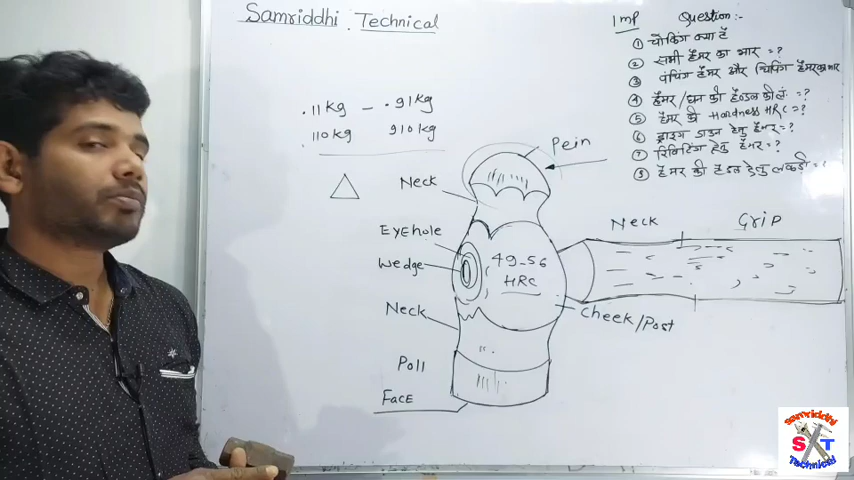 Samriddhi . Technical
.11 Kg – .91 Kg
.110 kg 910 kg
Pein
Neck
Eyehole
Wedge
49-56
HRC
Neck
Cheek/Post
Poll
Face
Neck Grip
Imp Question :-
① चौकिंग क्या है
② सभी हैमर का भार = ?
③ पंचिंग हैमर और चिपिंग हैमर का भार
④ हैमर/घन की हैण्डल की लं. = ?
⑤ हैमर की Hardness HRC = ?
⑥ ड्राइंग डाउन हेतु हैमर = ?
⑦ रिविटिंग हेतु हैमर = ?
⑧ हैमर की हैंडल हेतु लकड़ी = ?
Samriddhi
S T
Technical